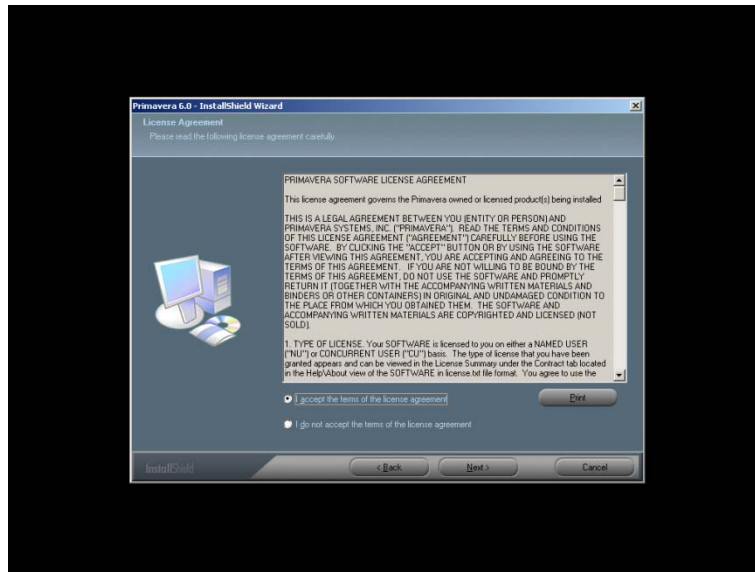 Primavera 6.0 - InstallShield Wizard
License Agreement
Please read the following license agreement carefully.
PRIMAVERA SOFTWARE LICENSE AGREEMENT
This license agreement governs the Primavera owned or licensed product(s) being installed
THIS IS A LEGAL AGREEMENT BETWEEN YOU (ENTITY OR PERSON) AND
PRIMAVERA SYSTEMS, INC. ("PRIMAVERA"). READ THE TERMS AND CONDITIONS
OF THIS LICENSE AGREEMENT ("AGREEMENT") CAREFULLY BEFORE USING THE
SOFTWARE. BY CLICKING THE "ACCEPT" BUTTON OR BY USING THE SOFTWARE
AFTER VIEWING THIS AGREEMENT, YOU ARE ACCEPTING AND AGREEING TO THE
TERMS OF THIS AGREEMENT. IF YOU ARE NOT WILLING TO BE BOUND BY THE
TERMS OF THIS AGREEMENT, DO NOT USE THE SOFTWARE AND PROMPTLY
RETURN IT (TOGETHER WITH THE ACCOMPANYING WRITTEN MATERIALS AND
BINDERS OR OTHER CONTAINERS) IN ORIGINAL AND UNDAMAGED CONDITION TO
THE PLACE FROM WHICH YOU OBTAINED THEM. THE SOFTWARE AND
ACCOMPANYING WRITTEN MATERIALS ARE COPYRIGHTED AND LICENSED (NOT
SOLD).
1. TYPE OF LICENSE. Your SOFTWARE is licensed to you on either a NAMED USER
("NU") or CONCURRENT USER ("CU") basis. The type of license that you have been
granted appears and can be viewed in the License Summary under the Contract tab located
in the Help\About view of the SOFTWARE in license.txt file format. You agree to use the
I accept the terms of the license agreement
Print
I do not accept the terms of the license agreement
InstallShield
< Back
Next >
Cancel